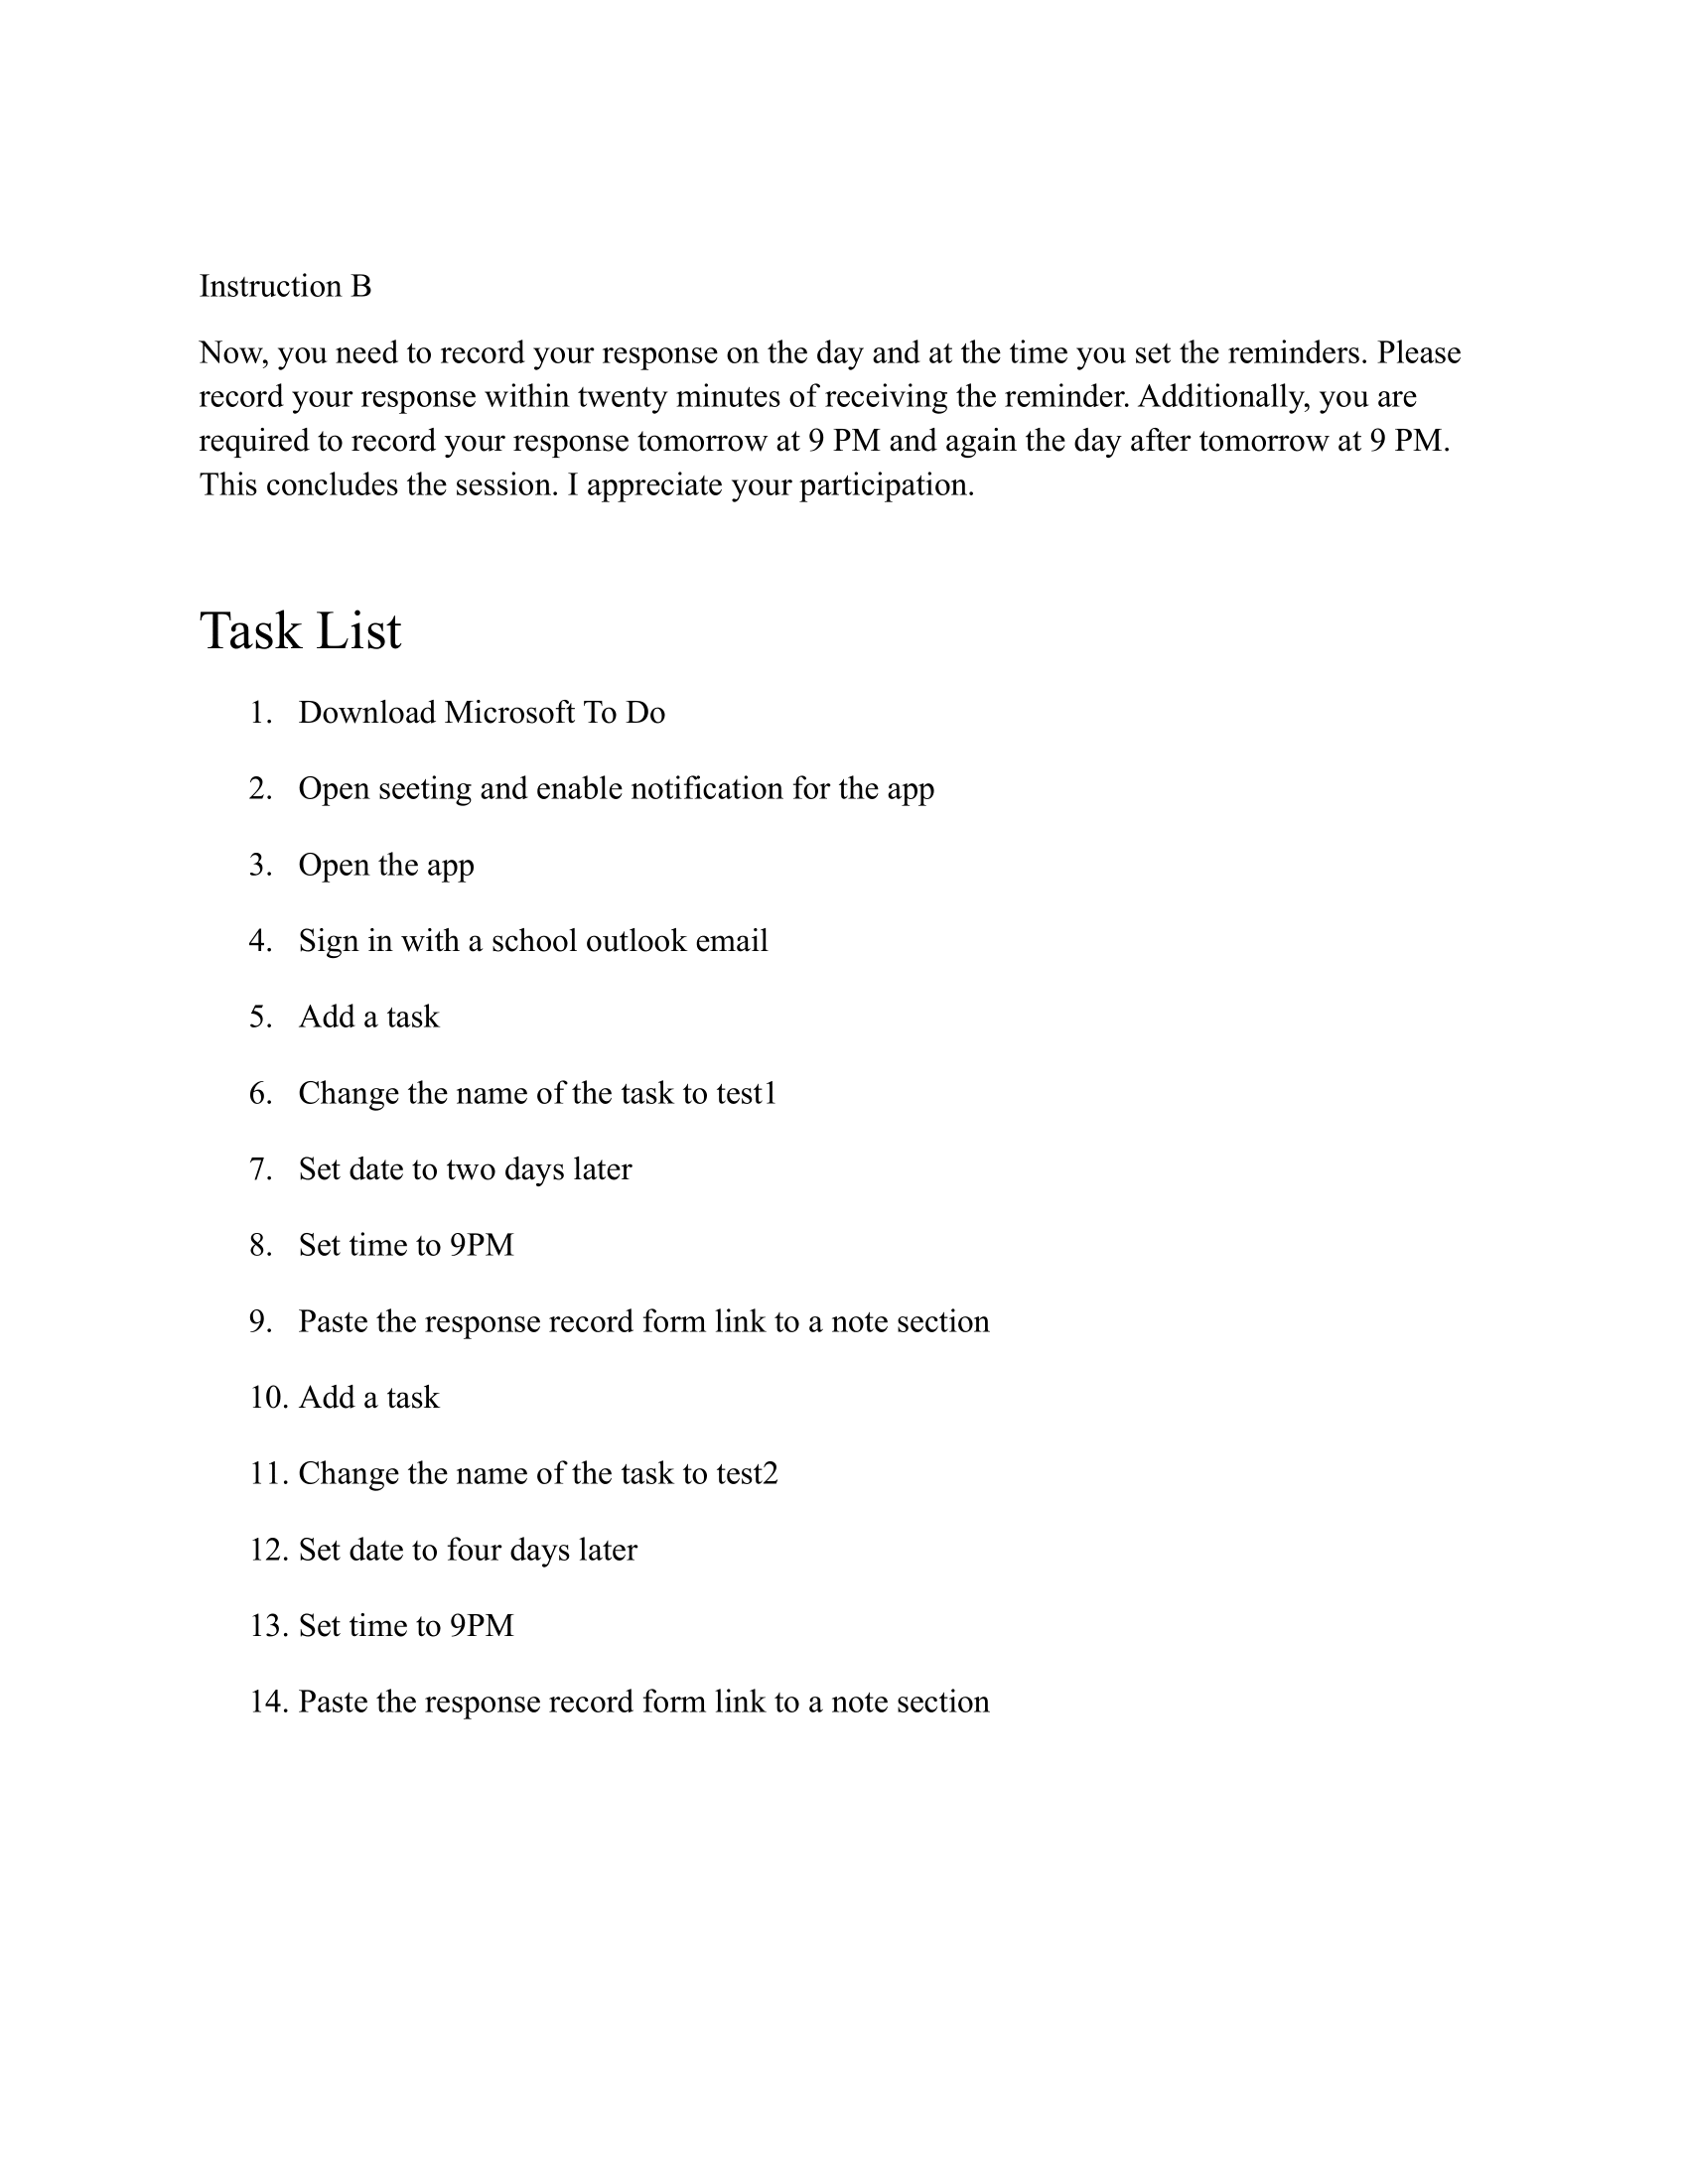 Instruction B
Now, you need to record your response on the day and at the time you set the reminders. Please
record your response within twenty minutes of receiving the reminder. Additionally, you are
required to record your response tomorrow at 9 PM and again the day after tomorrow at 9 PM.
This concludes the session. I appreciate your participation.
Task List
1. Download Microsoft To Do
2. Open seeting and enable notification for the app
3. Open the app
4. Sign in with a school outlook email
5. Add a task
6. Change the name of the task to test1
7. Set date to two days later
8. Set time to 9PM
9. Paste the response record form link to a note section
10. Add a task
11. Change the name of the task to test2
12. Set date to four days later
13. Set time to 9PM
14. Paste the response record form link to a note section